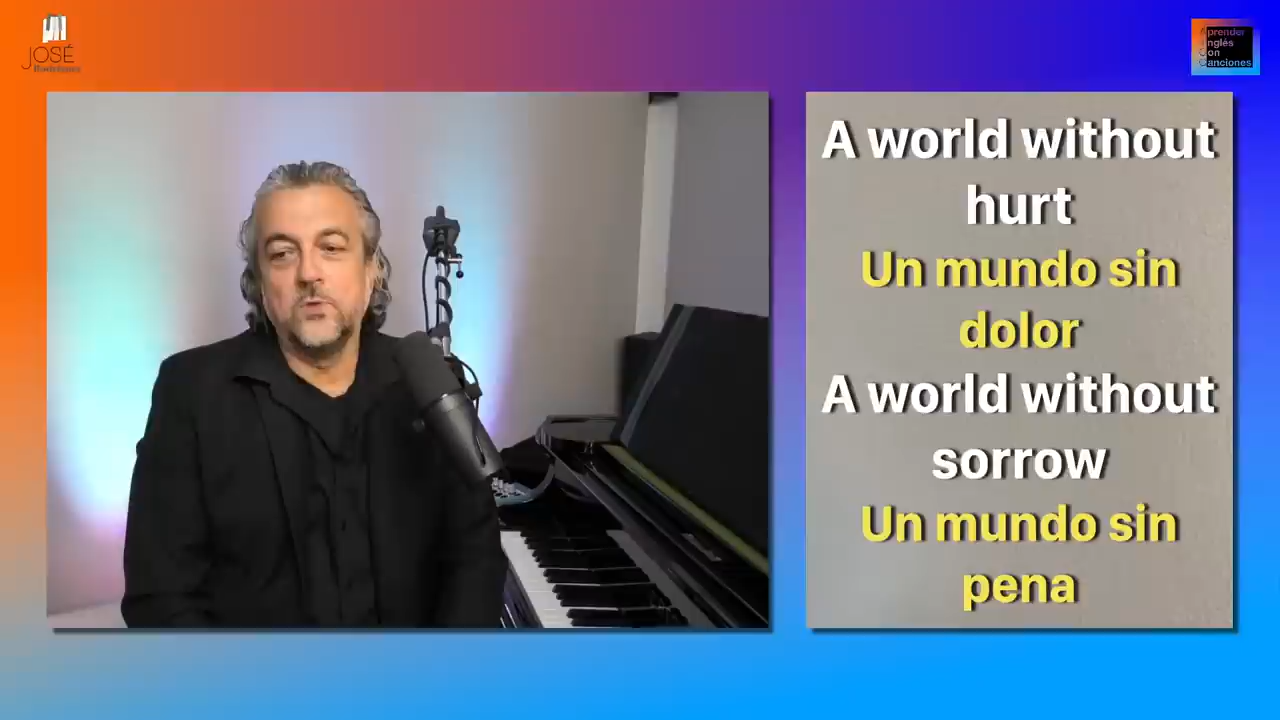 JOSÉ
Rodríguez
Aprender
Inglés
Con
Canciones
A world without
hurt
Un mundo sin
dolor
A world without
sorrow
Un mundo sin
pena